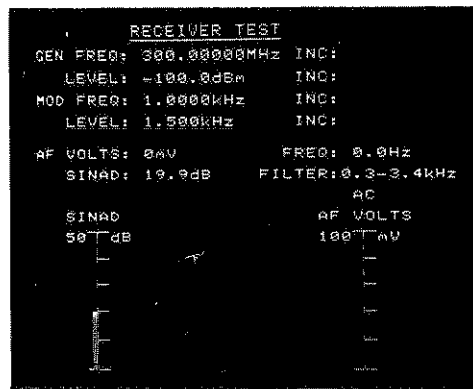 RECEIVER TEST
GEN FREQ: 300.00000MHz INC:
LEVEL: -100.0dBm INC:
MOD FREQ: 1.0000kHz INC:
LEVEL: 1.500kHz INC:
AF VOLTS: 0mV FREQ: 0.0Hz
SINAD: 19.9dB FILTER:0.3-3.4kHz
AC
SINAD AF VOLTS
50 dB 100 mV